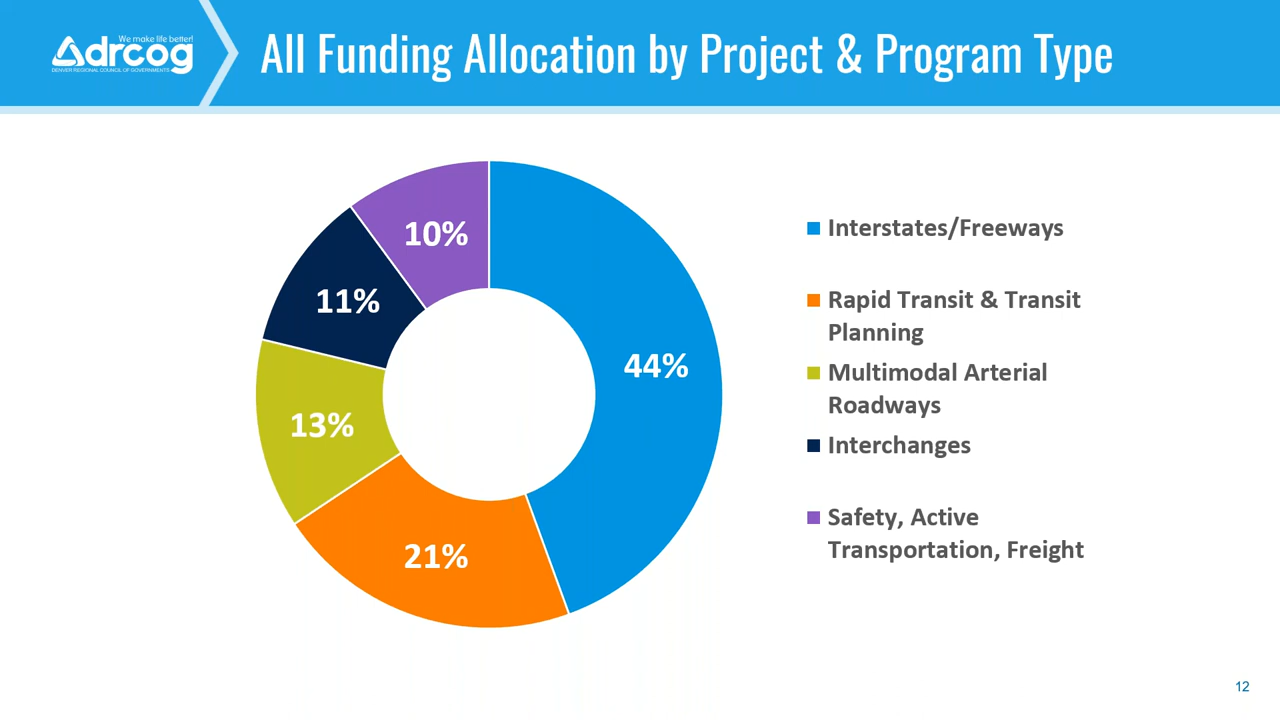 We make life better!
drcog
DENVER REGIONAL COUNCIL OF GOVERNMENTS
All Funding Allocation by Project & Program Type
10%
11%
44%
13%
21%
Interstates/Freeways
Rapid Transit & Transit
Planning
Multimodal Arterial
Roadways
Interchanges
Safety, Active
Transportation, Freight
12